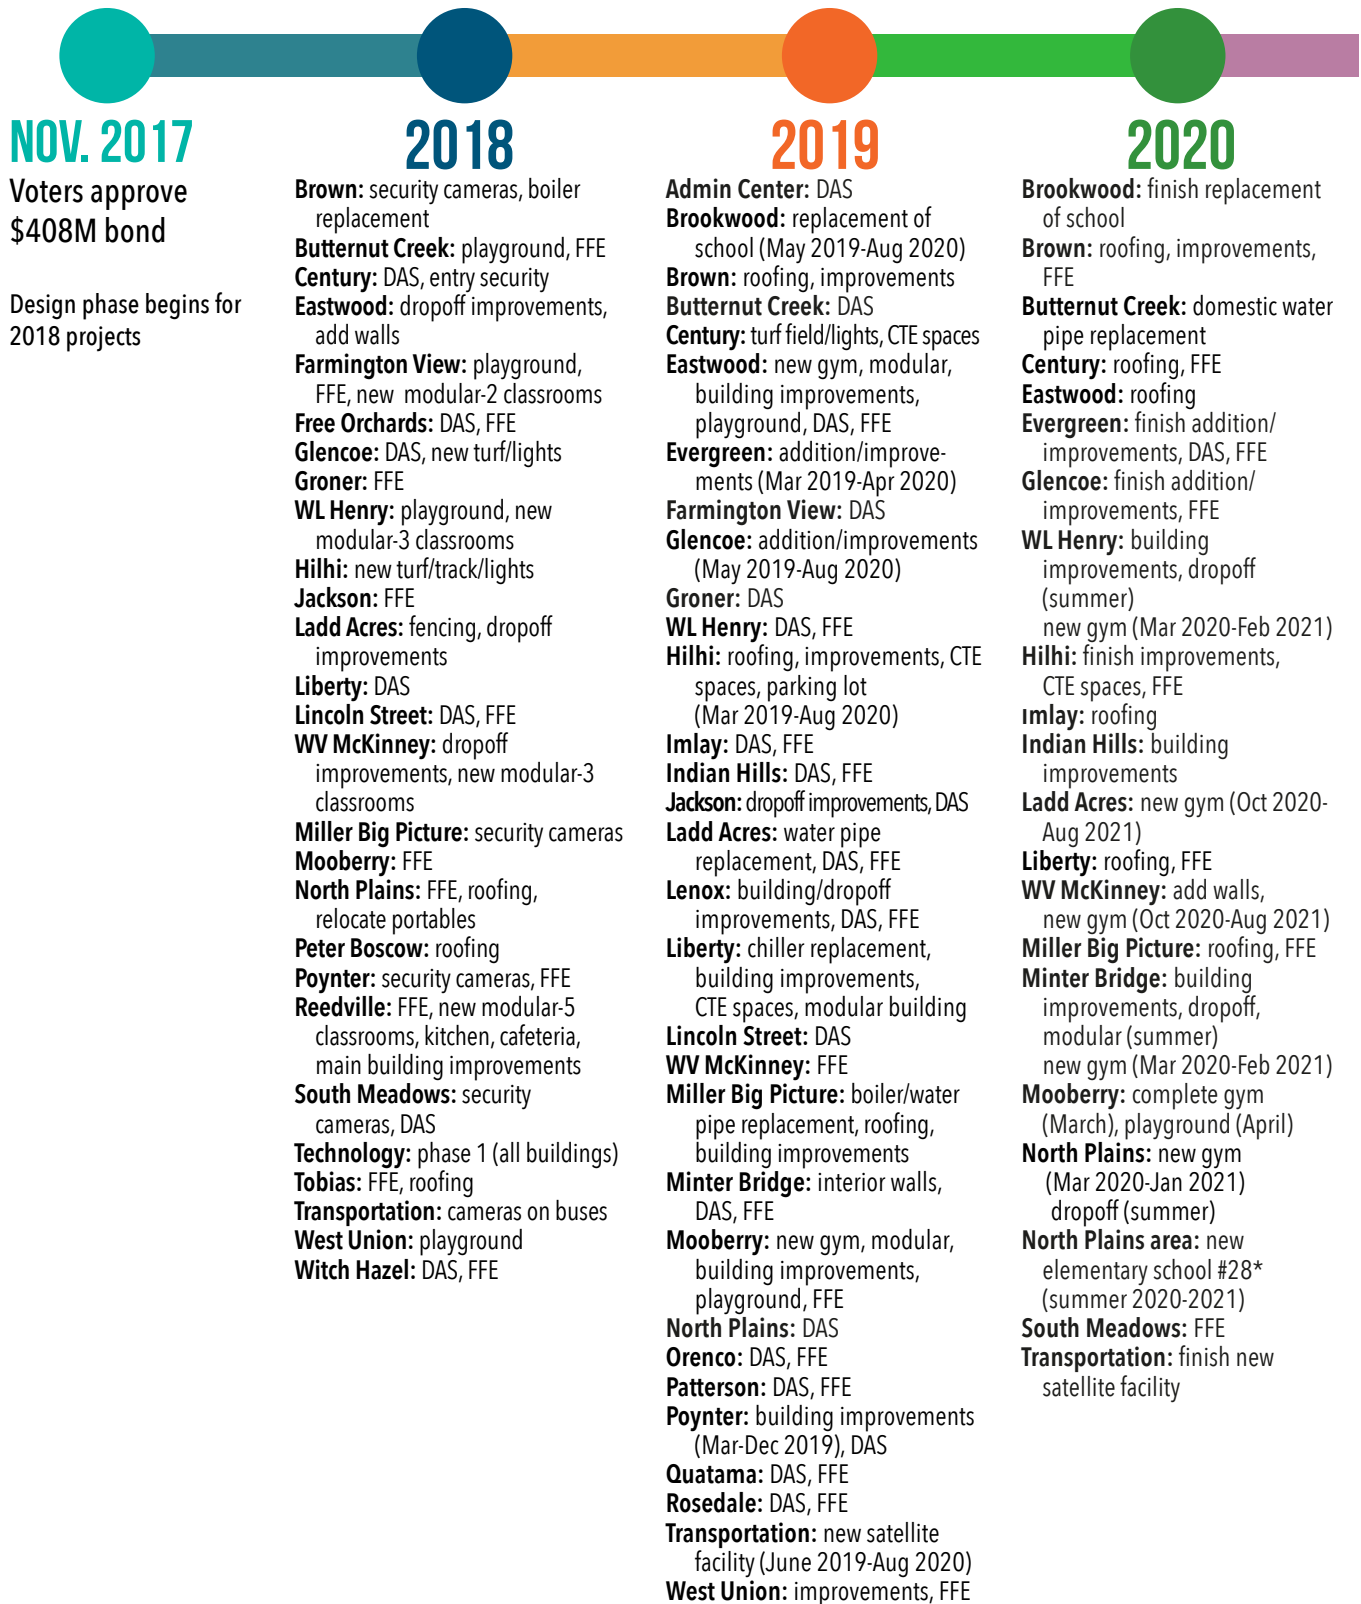 NOV. 2017
Voters approve
$408M bond
Design phase begins for
2018 projects
2018
Brown: security cameras, boiler
replacement
Butternut Creek: playground, FFE
Century: DAS, entry security
Eastwood: dropoff improvements,
add walls
Farmington View: playground,
FFE, new modular-2 classrooms
Free Orchards: DAS, FFE
Glencoe: DAS, new turf/lights
Groner: FFE
WL Henry: playground, new
modular-3 classrooms
Hilhi: new turf/track/lights
Jackson: FFE
Ladd Acres: fencing, dropoff
improvements
Liberty: DAS
Lincoln Street: DAS, FFE
WV McKinney: dropoff
improvements, new modular-3
classrooms
Miller Big Picture: security cameras
Mooberry: FFE
North Plains: FFE, roofing,
relocate portables
Peter Boscow: roofing
Poynter: security cameras, FFE
Reedville: FFE, new modular-5
classrooms, kitchen, cafeteria,
main building improvements
South Meadows: security
cameras, DAS
Technology: phase 1 (all buildings)
Tobias: FFE, roofing
Transportation: cameras on buses
West Union: playground
Witch Hazel: DAS, FFE
2019
Admin Center: DAS
Brookwood: replacement of
school (May 2019-Aug 2020)
Brown: roofing, improvements
Butternut Creek: DAS
Century: turf field/lights, CTE spaces
Eastwood: new gym, modular,
building improvements,
playground, DAS, FFE
Evergreen: addition/improve-
ments (Mar 2019-Apr 2020)
Farmington View: DAS
Glencoe: addition/improvements
(May 2019-Aug 2020)
Groner: DAS
WL Henry: DAS, FFE
Hilhi: roofing, improvements, CTE
spaces, parking lot
(Mar 2019-Aug 2020)
Imlay: DAS, FFE
Indian Hills: DAS, FFE
Jackson: dropoff improvements, DAS
Ladd Acres: water pipe
replacement, DAS, FFE
Lenox: building/dropoff
improvements, DAS, FFE
Liberty: chiller replacement,
building improvements,
CTE spaces, modular building
Lincoln Street: DAS
WV McKinney: FFE
Miller Big Picture: boiler/water
pipe replacement, roofing,
building improvements
Minter Bridge: interior walls,
DAS, FFE
Mooberry: new gym, modular,
building improvements,
playground, FFE
North Plains: DAS
Orenco: DAS, FFE
Patterson: DAS, FFE
Poynter: building improvements
(Mar-Dec 2019), DAS
Quatama: DAS, FFE
Rosedale: DAS, FFE
Transportation: new satellite
facility (June 2019-Aug 2020)
West Union: improvements, FFE
2020
Brookwood: finish replacement
of school
Brown: roofing, improvements,
FFE
Butternut Creek: domestic water
pipe replacement
Century: roofing, FFE
Eastwood: roofing
Evergreen: finish addition/
improvements, DAS, FFE
Glencoe: finish addition/
improvements, FFE
WL Henry: building
improvements, dropoff
(summer)
new gym (Mar 2020-Feb 2021)
Hilhi: finish improvements,
CTE spaces, FFE
Imlay: roofing
Indian Hills: building
improvements
Ladd Acres: new gym (Oct 2020-
Aug 2021)
Liberty: roofing, FFE
WV McKinney: add walls,
new gym (Oct 2020-Aug 2021)
Miller Big Picture: roofing, FFE
Minter Bridge: building
improvements, dropoff,
modular (summer)
new gym (Mar 2020-Feb 2021)
Mooberry: complete gym
(March), playground (April)
North Plains: new gym
(Mar 2020-Jan 2021)
dropoff (summer)
North Plains area: new
elementary school #28*
(summer 2020-2021)
South Meadows: FFE
Transportation: finish new
satellite facility